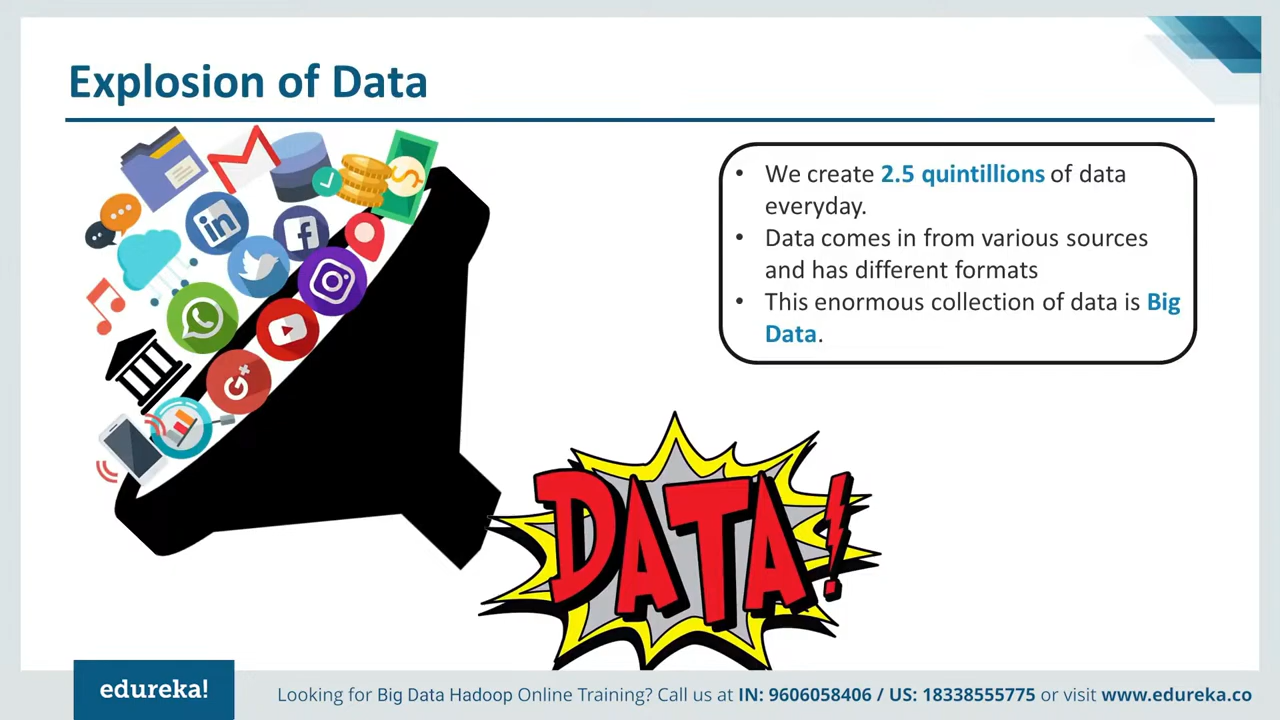 Explosion of Data
• We create 2.5 quintillions of data
everyday.
• Data comes in from various sources
and has different formats
• This enormous collection of data is Big
Data.
in
f
G+
DATA!
edureka!
Looking for Big Data Hadoop Online Training? Call us at IN: 9606058406 / US: 18338555775 or visit www.edureka.co